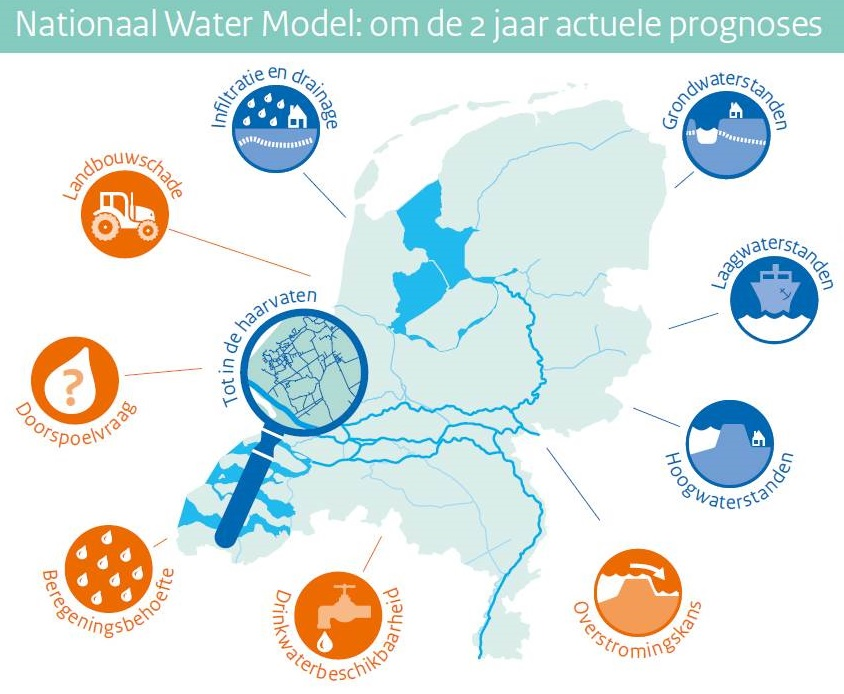 Nationaal Water Model: om de 2 jaar actuele prognoses
Infiltratie en drainage
Grondwaterstanden
Landbouwschade
Laagwaterstanden
Tot in de haarvaten
?
Doorspoelvraag
Hoogwaterstanden
Beregeningsbehoefte
Drinkwaterbeschikbaarheid
Overstromingskans